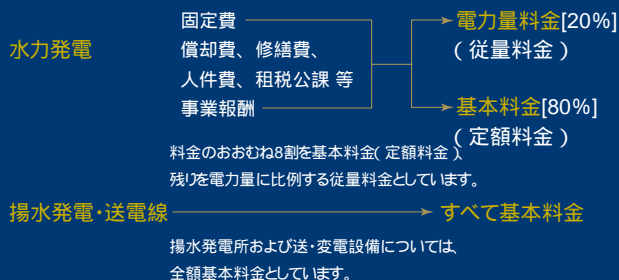 水力発電
固定費
償却費、修繕費、
人件費、租税公課 等
事業報酬
電力量料金[20%]
(従量料金)
基本料金[80%]
(定額料金)
料金のおおむね8割を基本料金(定額料金)、
残りを電力量に比例する従量料金としています。
揚水発電・送電線
すべて基本料金
揚水発電所および送・変電設備については、
全額基本料金としています。